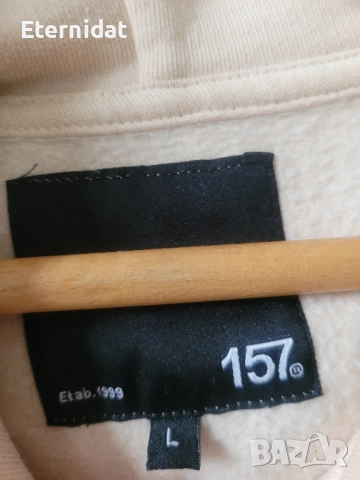 Eternidat
157
Etab.1999
L
BAZAR